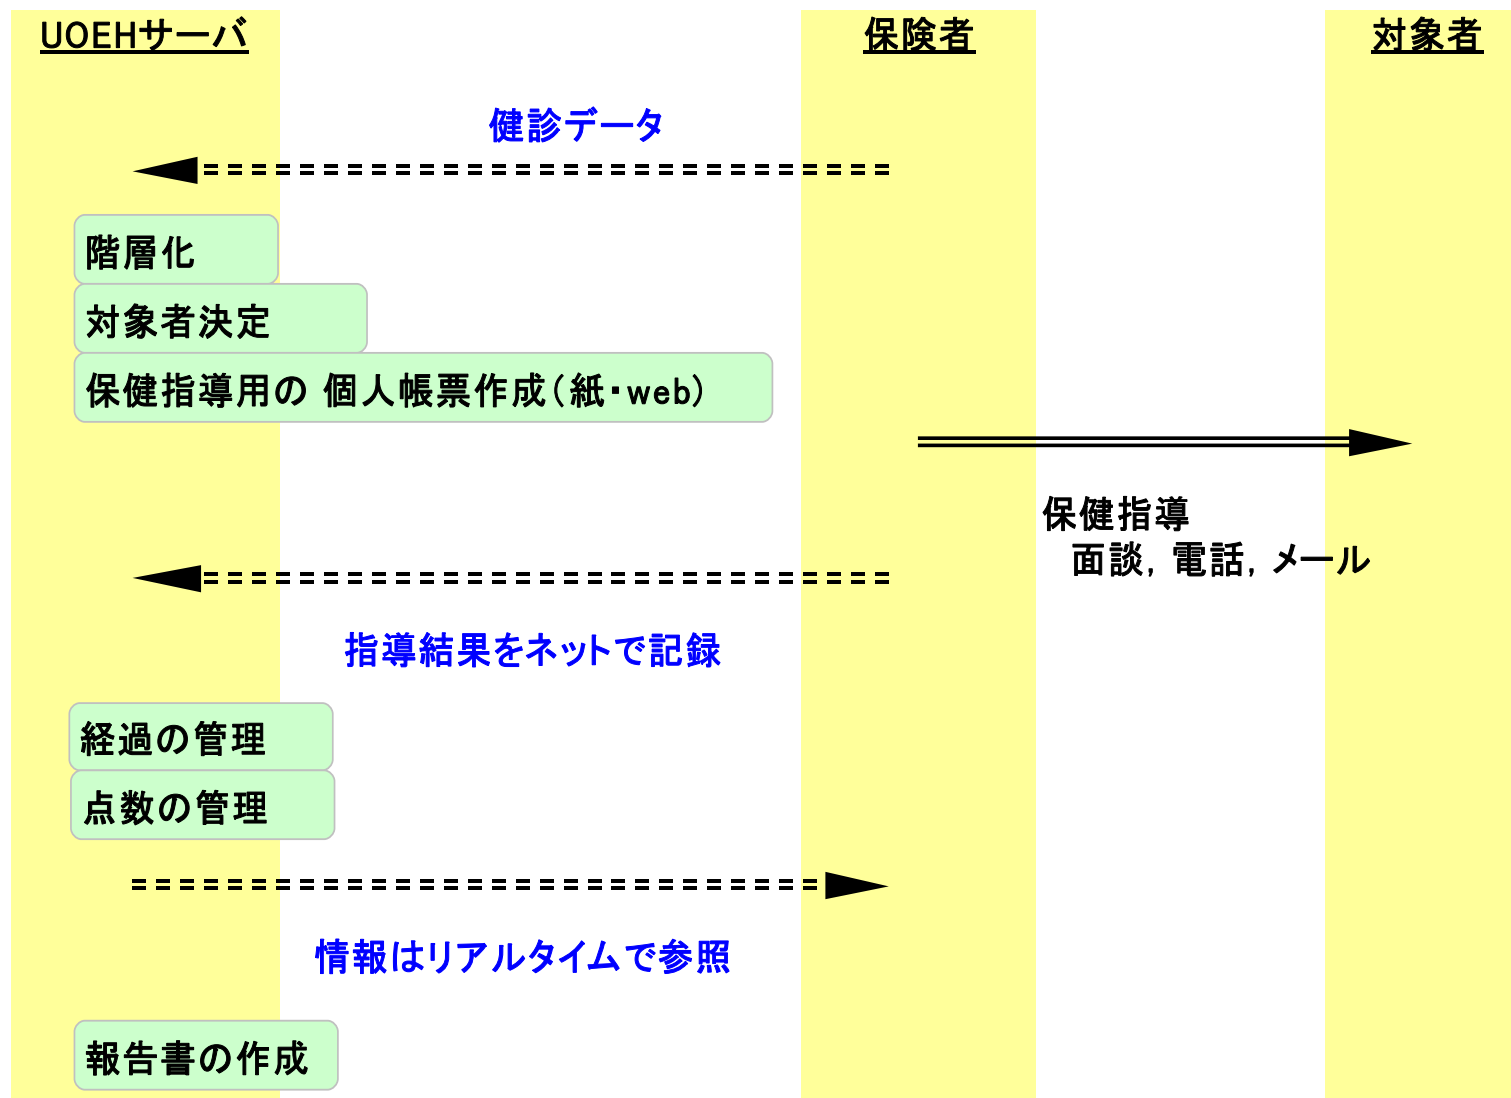 UOEHサーバ
保険者
対象者
健診データ
階層化
対象者決定
保健指導用の 個人帳票作成(紙・web)
保健指導
面談, 電話, メール
指導結果をネットで記録
経過の管理
点数の管理
情報はリアルタイムで参照
報告書の作成